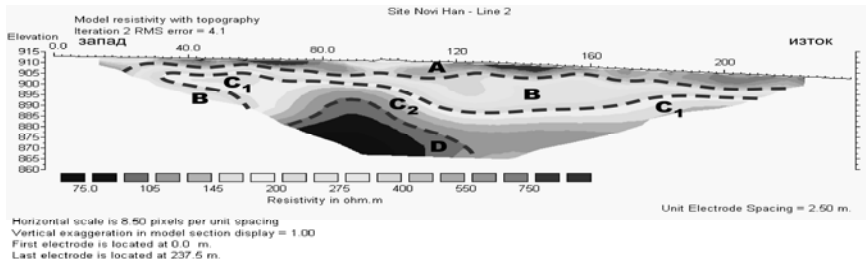 Site Novi Han - Line 2
Model resistivity with topography
Iteration 2 RMS error = 4.1
Elevation
запад
изток
0.0 40.0 80.0 120 160 200
915
910
905
900
895
890
885
880
875
870
865
860
A
B
B
C1
C1
C2
D
75.0 105 145 200 275 400 550 750
Resistivity in ohm.m
Unit Electrode Spacing = 2.50 m.
Horizontal scale is 8.50 pixels per unit spacing
Vertical exaggeration in model section display = 1.00
First electrode is located at 0.0 m.
Last electrode is located at 237.5 m.